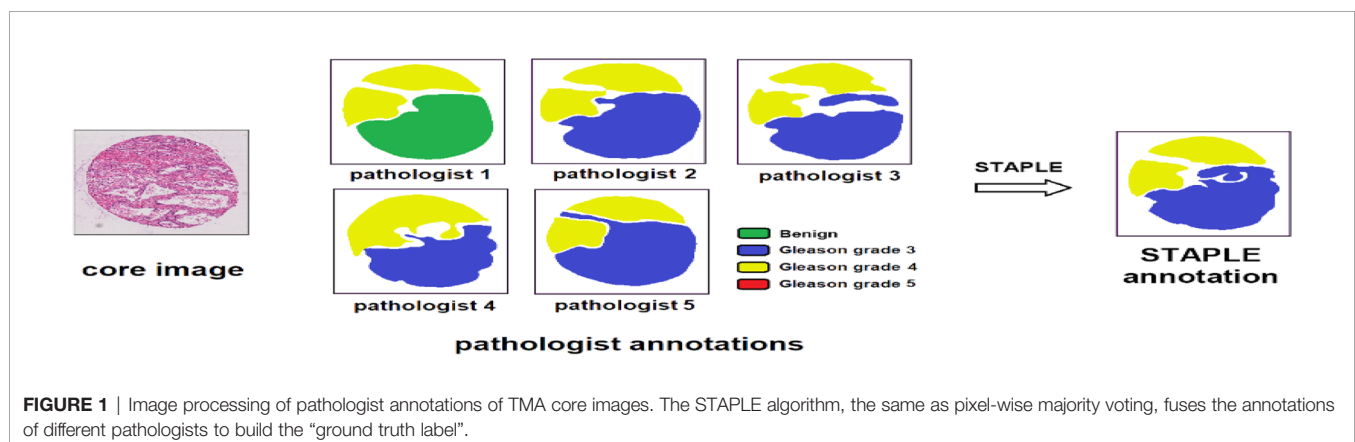 pathologist 1
pathologist 2
pathologist 3
core image
STAPLE
pathologist 4
pathologist 5
Benign
Gleason grade 3
Gleason grade 4
Gleason grade 5
STAPLE
annotation
pathologist annotations
FIGURE 1 | Image processing of pathologist annotations of TMA core images. The STAPLE algorithm, the same as pixel-wise majority voting, fuses the annotations
of different pathologists to build the “ground truth label”.